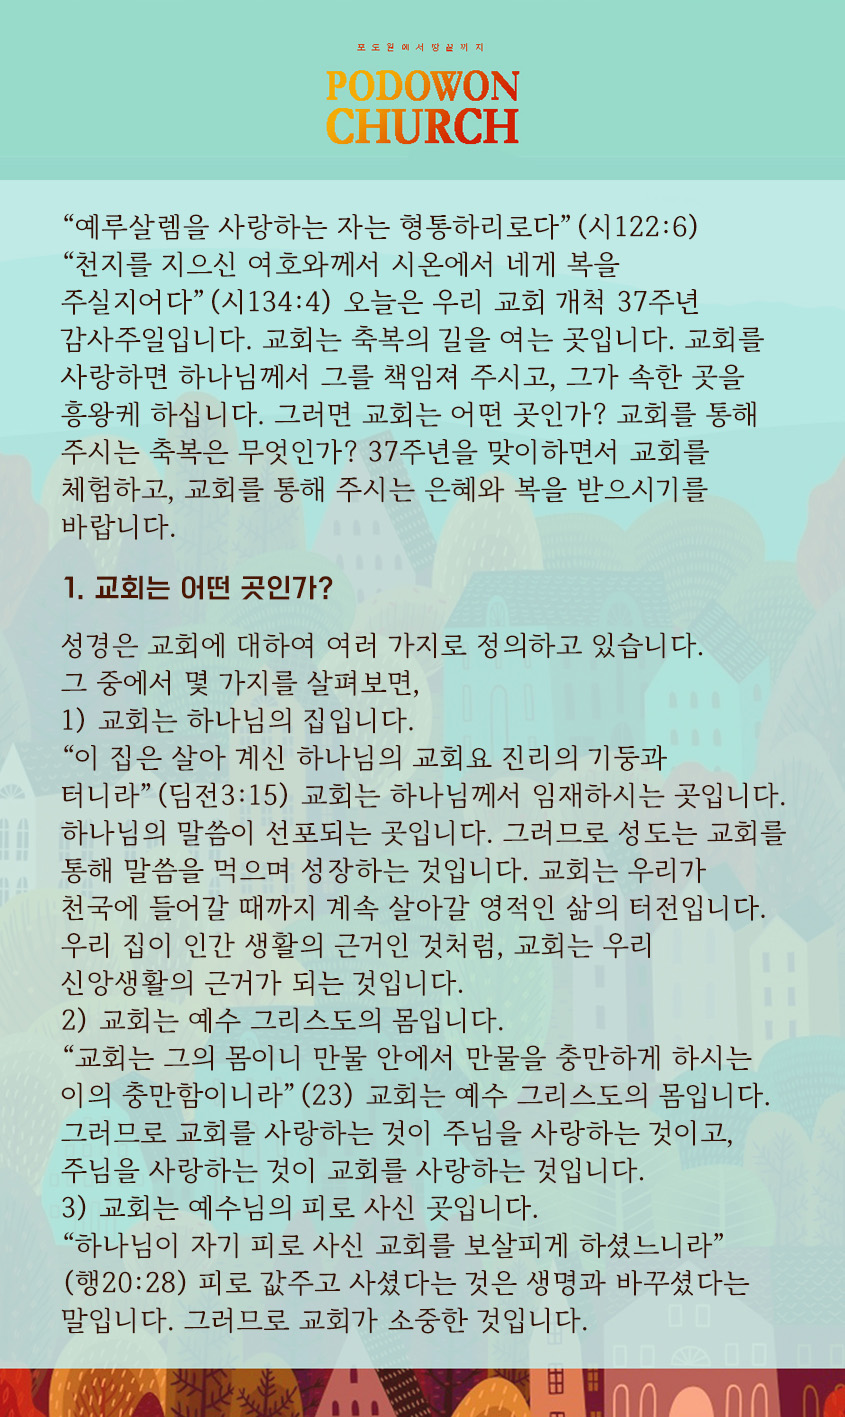 포도원에서땅끝까지
PODOWON
CHURCH
“예루살렘을 사랑하는 자는 형통하리로다”(시122:6)
“천지를 지으신 여호와께서 시온에서 네게 복을
주실지어다”(시134:4) 오늘은 우리 교회 개척 37주년
감사주일입니다. 교회는 축복의 길을 여는 곳입니다. 교회를
사랑하면 하나님께서 그를 책임져 주시고, 그가 속한 곳을
흥왕케 하십니다. 그러면 교회는 어떤 곳인가? 교회를 통해
주시는 축복은 무엇인가? 37주년을 맞이하면서 교회를
체험하고, 교회를 통해 주시는 은혜와 복을 받으시기를
바랍니다.
1. 교회는 어떤 곳인가?
성경은 교회에 대하여 여러 가지로 정의하고 있습니다.
그 중에서 몇 가지를 살펴보면,
1) 교회는 하나님의 집입니다.
“이 집은 살아 계신 하나님의 교회요 진리의 기둥과
터니라”(딤전3:15) 교회는 하나님께서 임재하시는 곳입니다.
하나님의 말씀이 선포되는 곳입니다. 그러므로 성도는 교회를
통해 말씀을 먹으며 성장하는 것입니다. 교회는 우리가
천국에 들어갈 때까지 계속 살아갈 영적인 삶의 터전입니다.
우리 집이 인간 생활의 근거인 것처럼, 교회는 우리
신앙생활의 근거가 되는 것입니다.
2) 교회는 예수 그리스도의 몸입니다.
“교회는 그의 몸이니 만물 안에서 만물을 충만하게 하시는
이의 충만함이니라”(23) 교회는 예수 그리스도의 몸입니다.
그러므로 교회를 사랑하는 것이 주님을 사랑하는 것이고,
주님을 사랑하는 것이 교회를 사랑하는 것입니다.
3) 교회는 예수님의 피로 사신 곳입니다.
“하나님이 자기 피로 사신 교회를 보살피게 하셨느니라”
(행20:28) 피로 값주고 사셨다는 것은 생명과 바꾸셨다는
말입니다. 그러므로 교회가 소중한 것입니다.